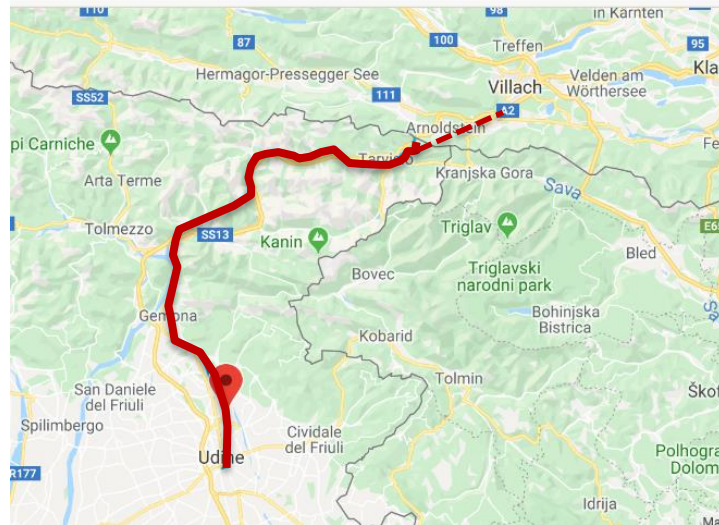 110
98
in Kärnten
87
100
Treffen
95
Hermagor-Pressegger See
Villach
Velden am
Wörthersee
Kla
SS52
111
A2
Arnoldstein
pi Carniche
Tarvisio
Kranjska Gora
Arta Terme
Sava
Tolmezzo
SS13
Kanin
Triglav
E6
Bled
Bovec
Triglavski
narodni park
Gemona
Bohinjska
Bistrica
Kobarid
San Daniele
del Friuli
Tolmin
Škof
Spilimbergo
Cividale
del Friuli
Udine
R177
Polhogra
Dolom
Idrija